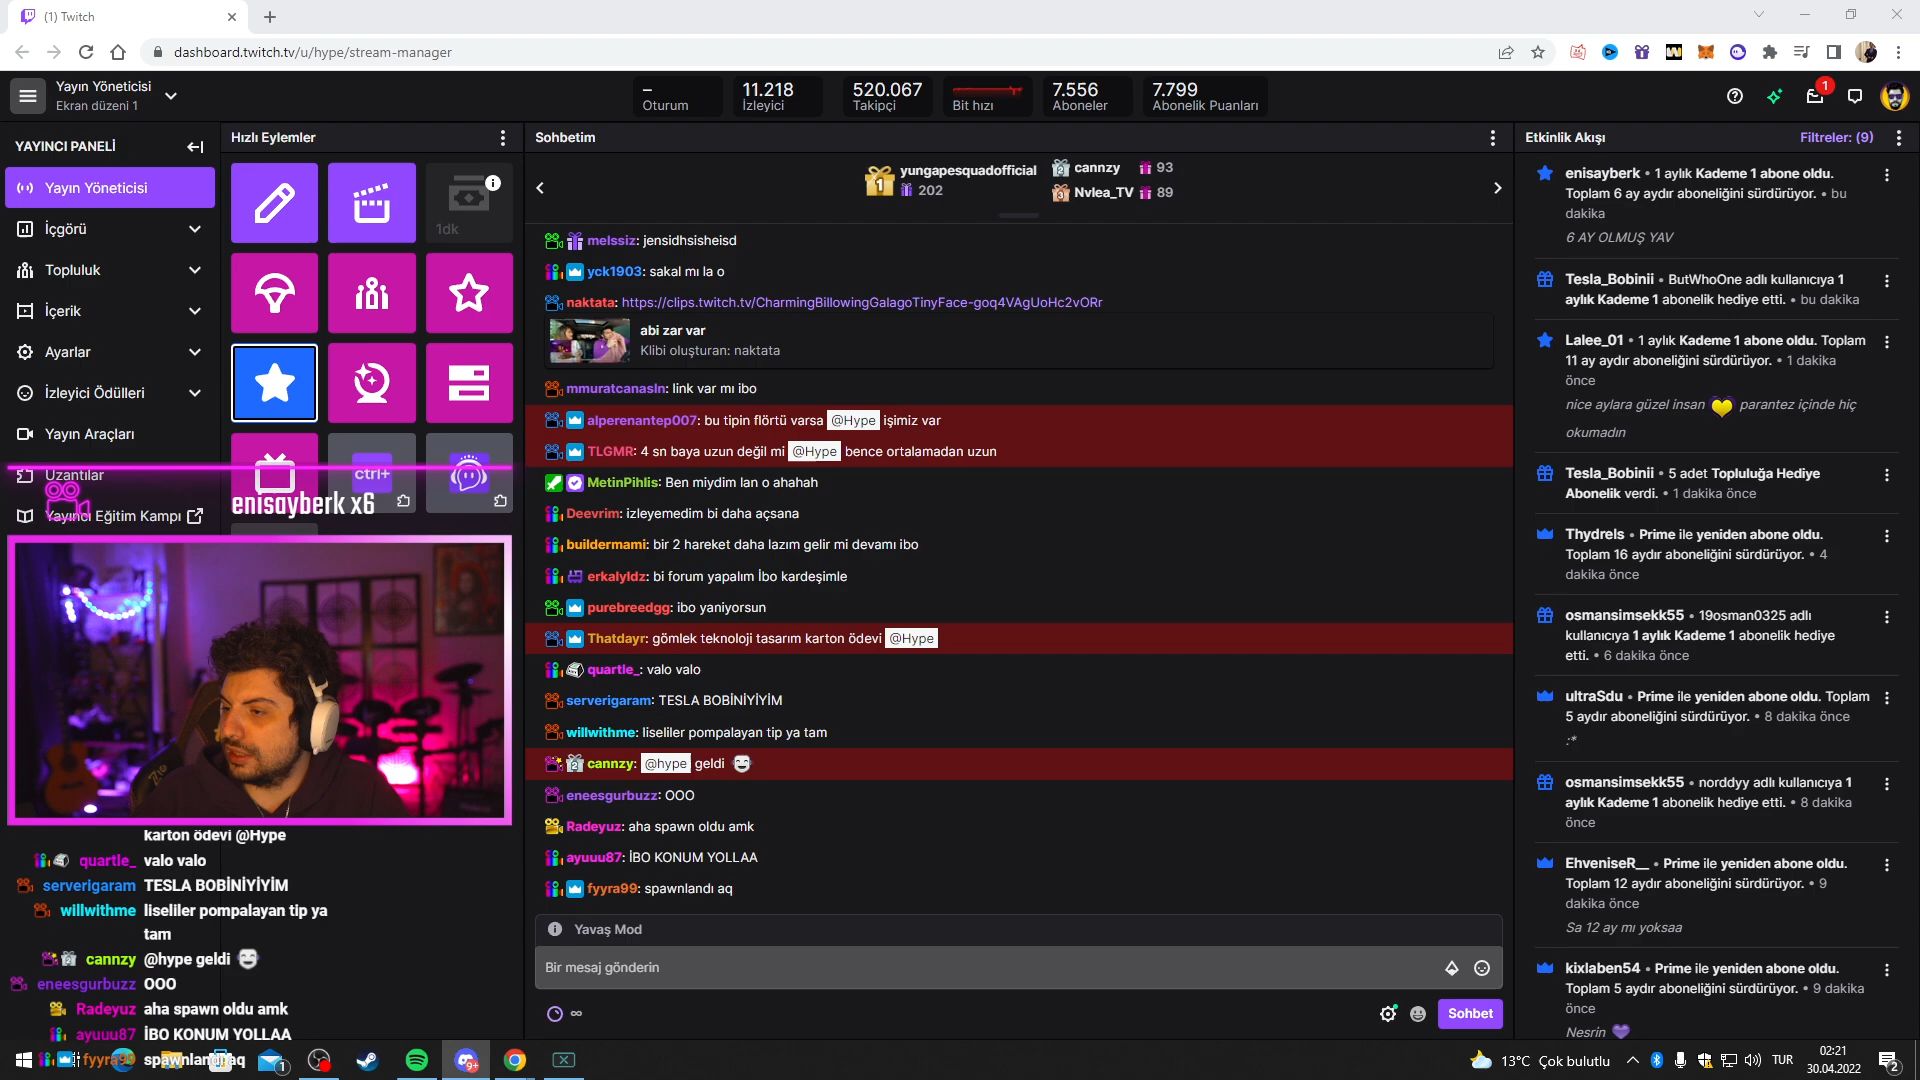 (1) Twitch
dashboard.twitch.tv/u/hype/stream-manager
Yayın Yöneticisi
Ekran düzeni 1
–
Oturum
11.218
İzleyici
520.067
Takipçi
Bit hızı
7.556
Aboneler
7.799
Abonelik Puanları
1
YAYINCI PANELİ
Yayın Yöneticisi
İçgörü
Topluluk
İçerik
Ayarlar
İzleyici Ödülleri
Yayın Araçları
Uzantılar
Yayıncı Eğitim Kampı
Hızlı Eylemler
1dk
ctrl+
enisayberk x6
karton ödevi @Hype
quartle_ valo valo
serverigaram TESLA BOBİNİYİYİM
willwithme liseliler pompalayan tip ya
tam
cannzy @hype geldi
eneesgurbuzz OOO
Radeyuz aha spawn oldu amk
ayuuu87 İBO KONUM YOLLAA
fyyra99 spawnlandı aq
Sohbetim
1
yungapesquadofficial
202
2 cannzy 93
3 Nvlea_TV 89
melssiz: jensidhsisheisd
yck1903: sakal mı la o
naktata: https://clips.twitch.tv/CharmingBillowingGalagoTinyFace-goq4VAgUoHc2vORr
abi zar var
Klibi oluşturan: naktata
mmuratcanasln: link var mı ibo
alperenantep007: bu tipin flörtü varsa @Hype işimiz var
TLGMR: 4 sn baya uzun değil mi @Hype bence ortalamadan uzun
MetinPihlis: Ben miydim lan o ahahah
Deevrim: izleyemedim bi daha açsana
buildermami: bir 2 hareket daha lazım gelir mi devamı ibo
erkalyldz: bi forum yapalım İbo kardeşimle
purebreedgg: ibo yaniyorsun
Thatdayr: gömlek teknoloji tasarım karton ödevi @Hype
quartle_: valo valo
serverigaram: TESLA BOBİNİYİYİM
willwithme: liseliler pompalayan tip ya tam
cannzy: @hype geldi
eneesgurbuzz: OOO
Radeyuz: aha spawn oldu amk
ayuuu87: İBO KONUM YOLLAA
fyyra99: spawnlandı aq
Yavaş Mod
Bir mesaj gönderin
∞
Sohbet
Etkinlik Akışı
Filtreler: (9)
enisayberk • 1 aylık Kademe 1 abone oldu.
Toplam 6 ay aydır aboneliğini sürdürüyor. • bu
dakika
6 AY OLMUŞ YAV
Tesla_Bobinii • ButWhoOne adlı kullanıcıya 1
aylık Kademe 1 abonelik hediye etti. • bu dakika
Lalee_01 • 1 aylık Kademe 1 abone oldu. Toplam
11 ay aydır aboneliğini sürdürüyor. • 1 dakika
önce
nice aylara güzel insan parantez içinde hiç
okumadın
Tesla_Bobinii • 5 adet Topluluğa Hediye
Abonelik verdi. • 1 dakika önce
Thydrels • Prime ile yeniden abone oldu.
Toplam 16 aydır aboneliğini sürdürüyor. • 4
dakika önce
osmansimsekk55 • 19osman0325 adlı
kullanıcıya 1 aylık Kademe 1 abonelik hediye
etti. • 6 dakika önce
ultraSdu • Prime ile yeniden abone oldu. Toplam
5 aydır aboneliğini sürdürüyor. • 8 dakika önce
:*
osmansimsekk55 • norddyy adlı kullanıcıya 1
aylık Kademe 1 abonelik hediye etti. • 8 dakika
önce
EhveniseR__ • Prime ile yeniden abone oldu.
Toplam 12 aydır aboneliğini sürdürüyor. • 9
dakika önce
Sa 12 ay mı yoksaa
kixlaben54 • Prime ile yeniden abone oldu.
Toplam 5 aydır aboneliğini sürdürüyor. • 9 dakika
önce
Nesrin
1
9+
13°C Çok bulutlu
TUR
02:21
30.04.2022
2